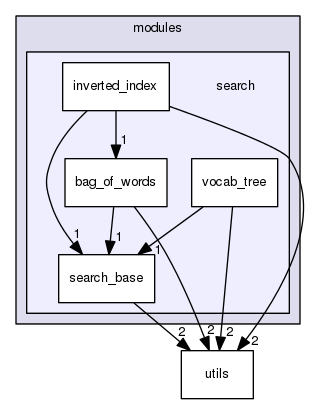 modules
inverted_index
search
1
bag_of_words
vocab_tree
1
1
1
search_base
2
2
2
2
utils